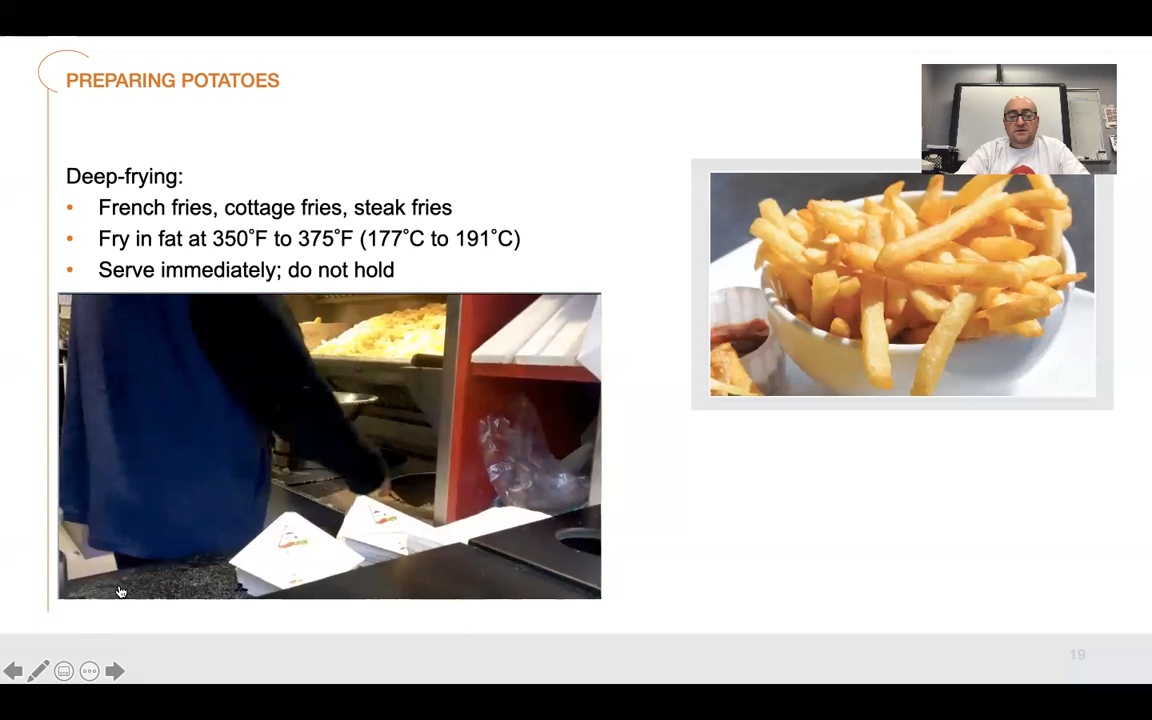 PREPARING POTATOES
Deep-frying:
• French fries, cottage fries, steak fries
• Fry in fat at 350°F to 375°F (177°C to 191°C)
• Serve immediately; do not hold
19